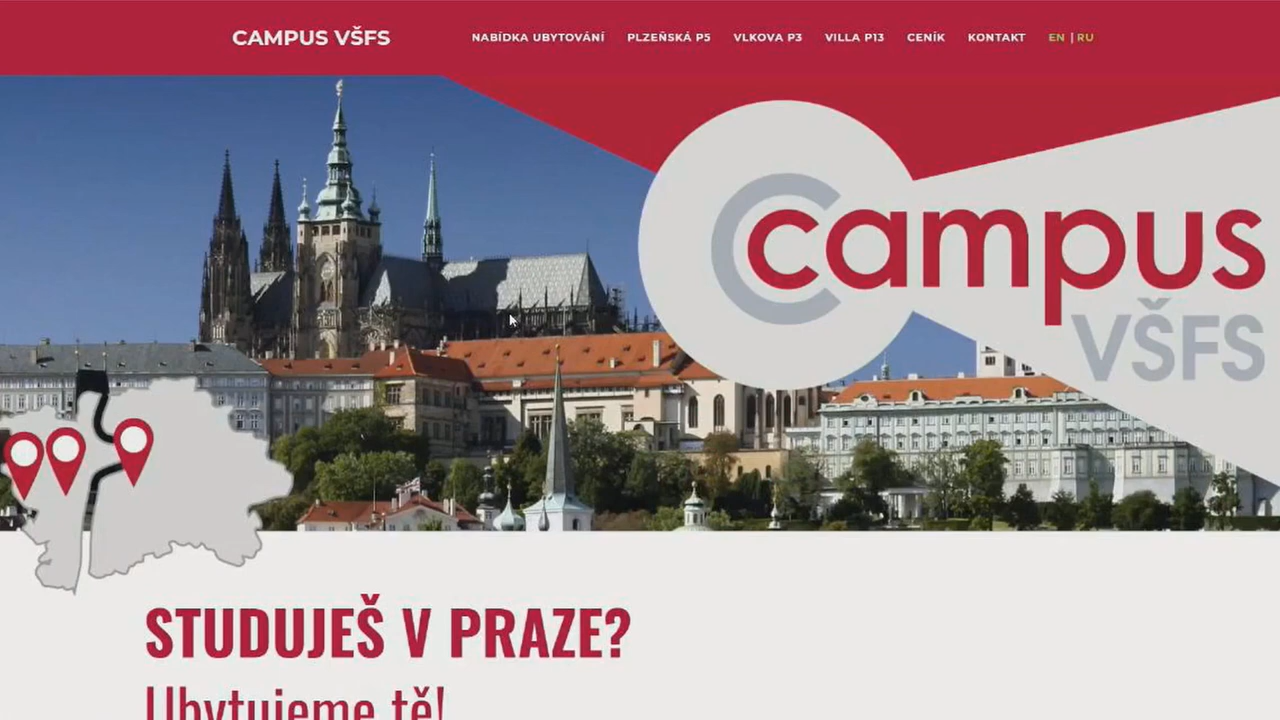 CAMPUS VŠFS
NABÍDKA UBYTOVÁNÍ PLZEŇSKÁ P5 VLKOVA P3 VILLA P13 CENÍK KONTAKT EN | RU
campus
VŠFS
STUDUJEŠ V PRAZE?
Ubytujeme tě!